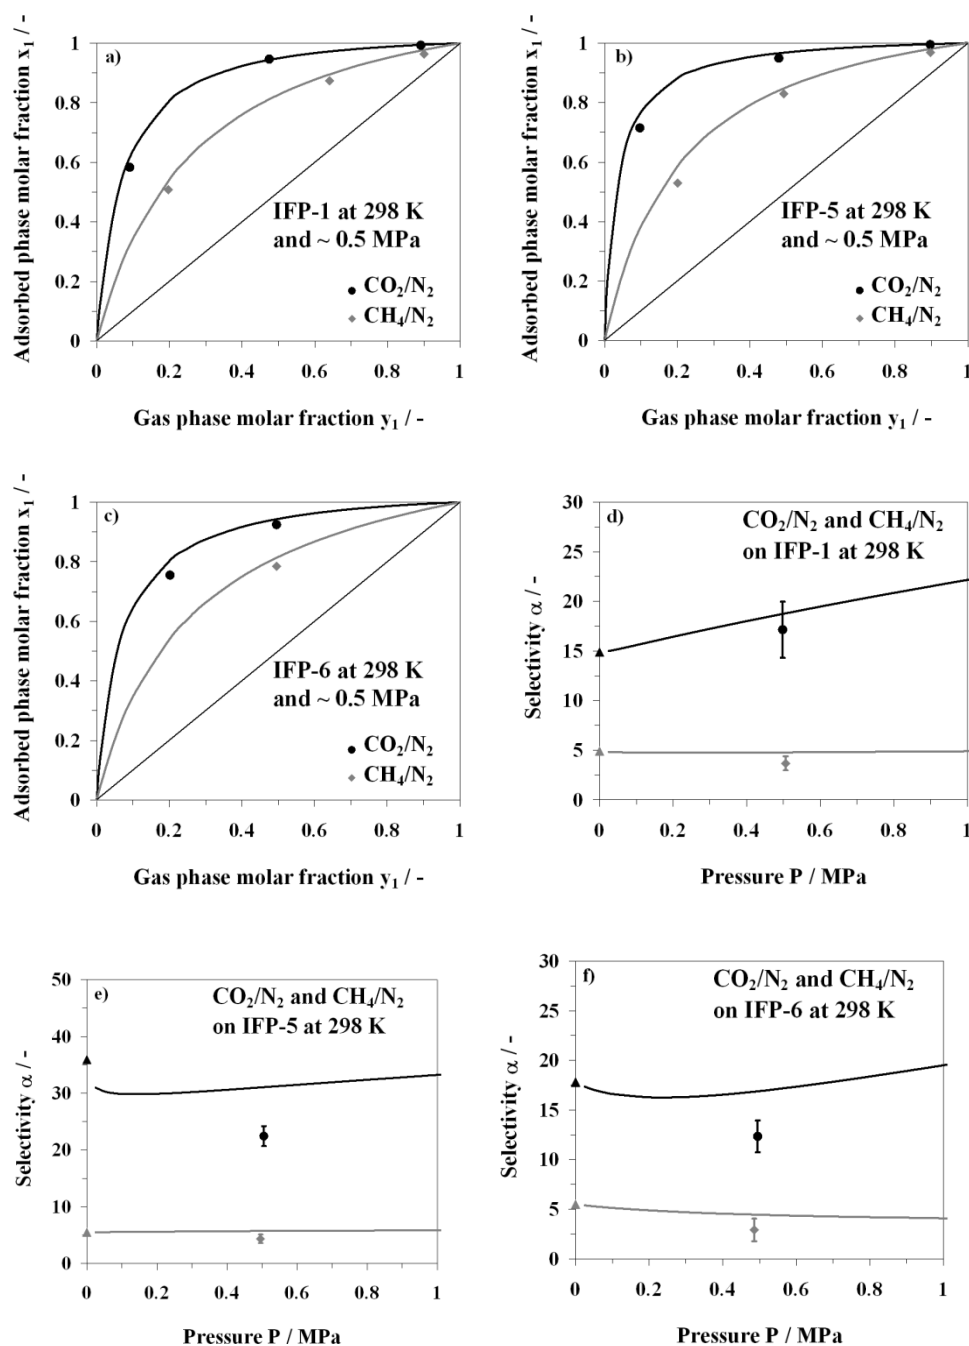 a)
Adsorbed phase molar fraction x₁ / -
1
0.8
0.6
0.4
0.2
0
IFP-1 at 298 K
and ~ 0.5 MPa
CO₂/N₂
CH₄/N₂
0 0.2 0.4 0.6 0.8 1
Gas phase molar fraction y₁ / -
b)
Adsorbed phase molar fraction x₁ / -
1
0.8
0.6
0.4
0.2
0
IFP-5 at 298 K
and ~ 0.5 MPa
CO₂/N₂
CH₄/N₂
0 0.2 0.4 0.6 0.8 1
Gas phase molar fraction y₁ / -
c)
Adsorbed phase molar fraction x₁ / -
1
0.8
0.6
0.4
0.2
0
IFP-6 at 298 K
and ~ 0.5 MPa
CO₂/N₂
CH₄/N₂
0 0.2 0.4 0.6 0.8 1
Gas phase molar fraction y₁ / -
d)
CO₂/N₂ and CH₄/N₂
on IFP-1 at 298 K
Selectivity α / -
30
25
20
15
10
5
0
0 0.2 0.4 0.6 0.8 1
Pressure P / MPa
e)
CO₂/N₂ and CH₄/N₂
on IFP-5 at 298 K
Selectivity α / -
50
40
30
20
10
0
0 0.2 0.4 0.6 0.8 1
Pressure P / MPa
f)
CO₂/N₂ and CH₄/N₂
on IFP-6 at 298 K
Selectivity α / -
30
25
20
15
10
5
0
0 0.2 0.4 0.6 0.8 1
Pressure P / MPa